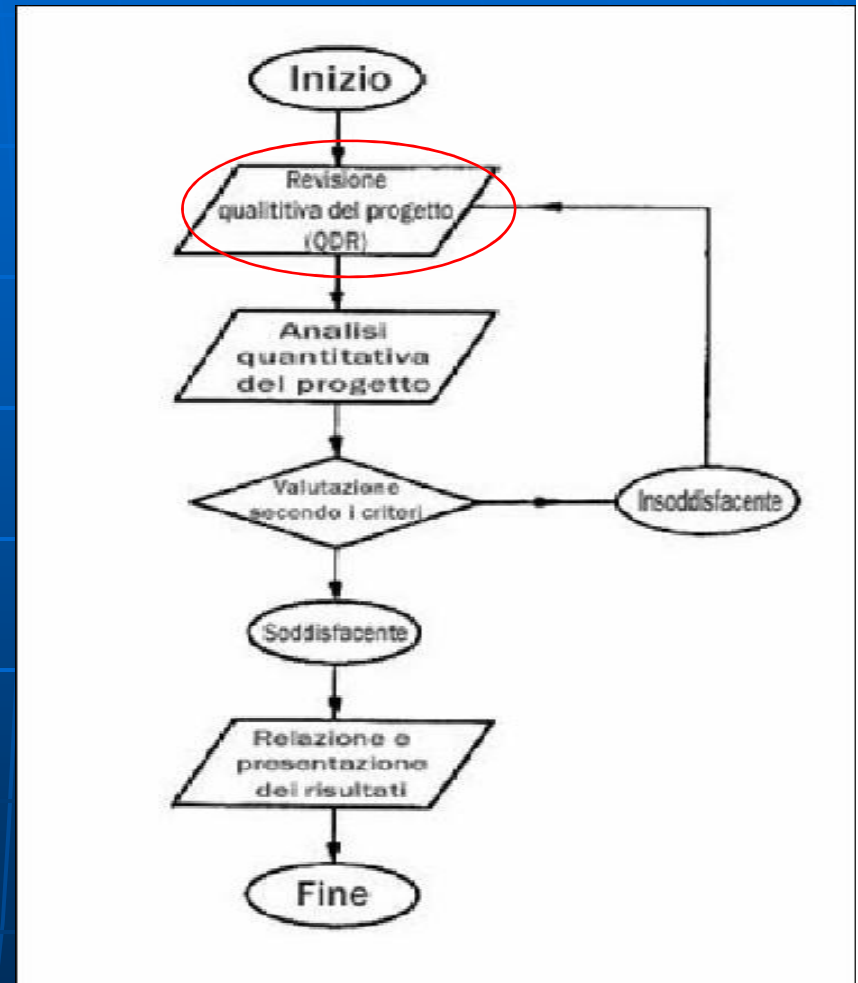 Inizio
Revisione
qualititiva del progetto
(QDR)
Analisi
quantitativa
del progetto
Valutazione
secondo i criteri
Insoddisfacente
Soddisfacente
Relazione e
presentazione
dei risultati
Fine